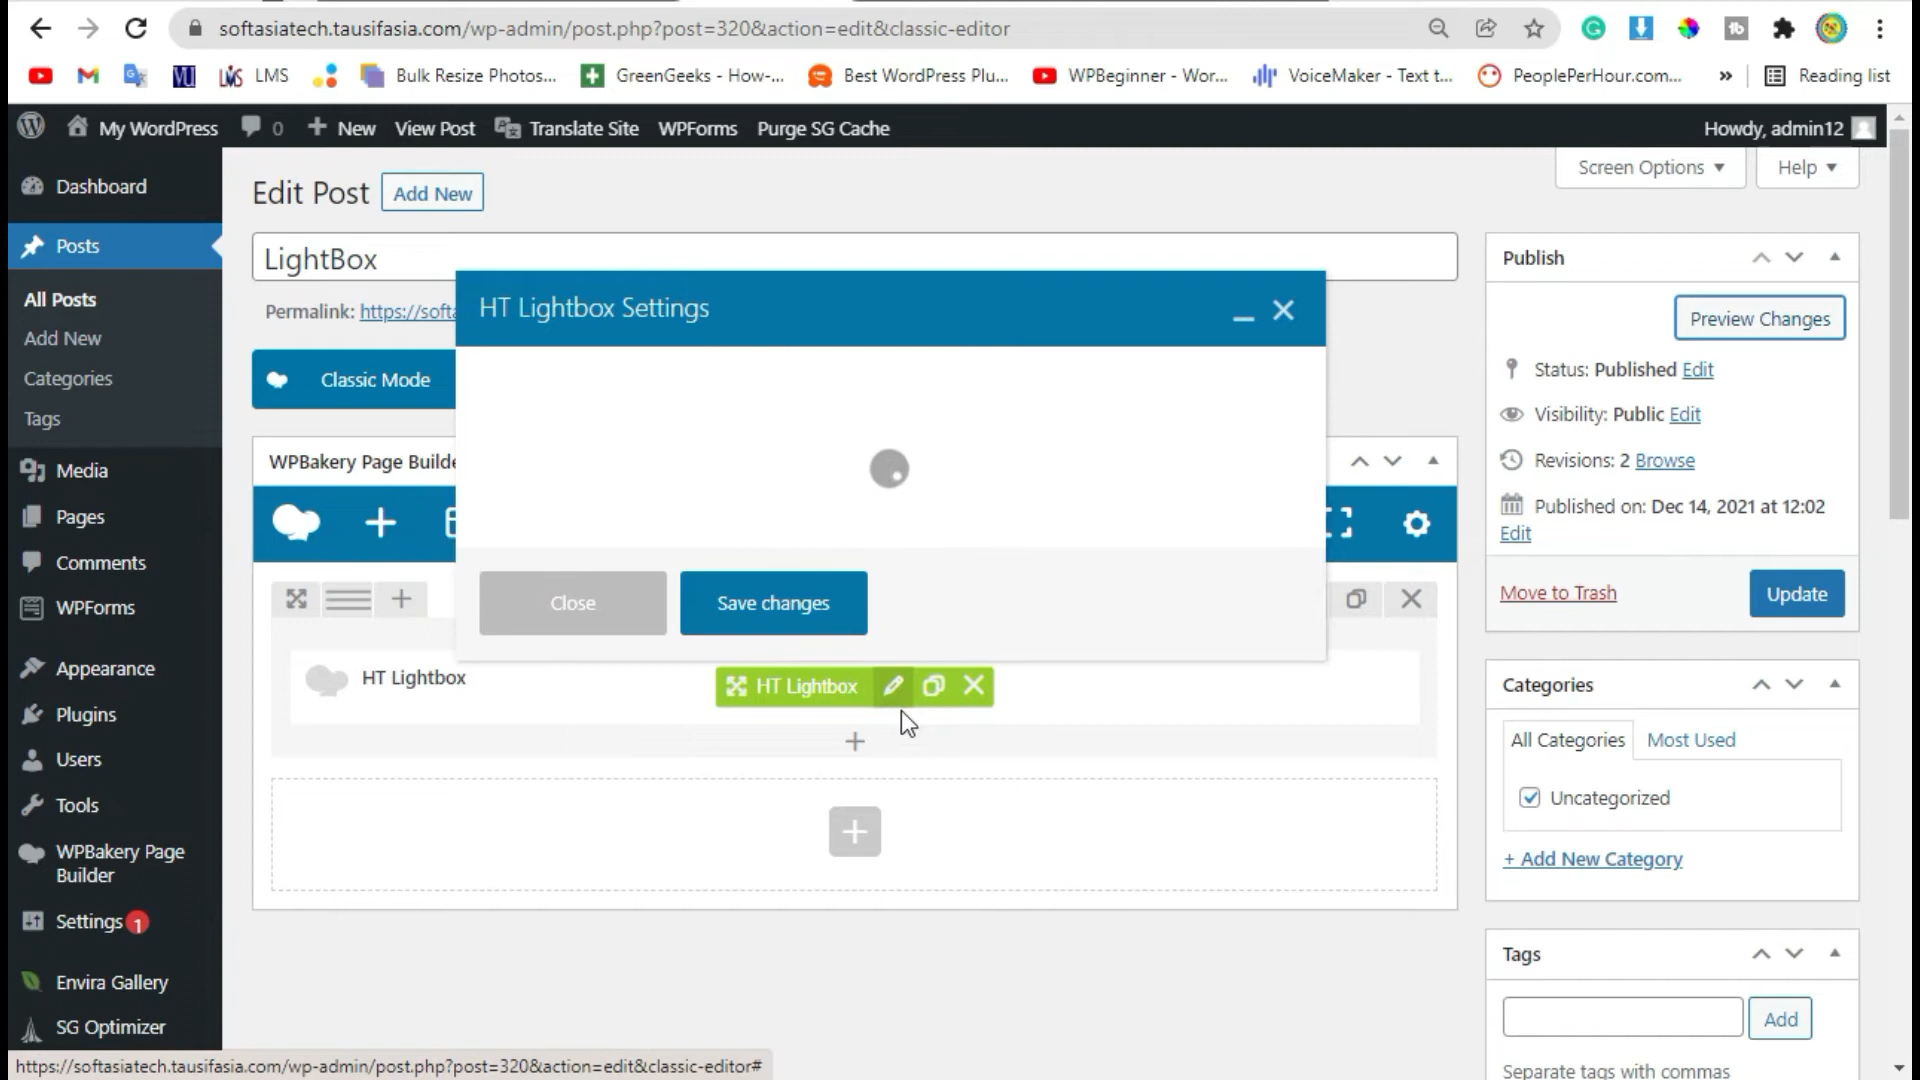 softasiatech.tausifasia.com/wp-admin/post.php?post=320&action=edit&classic-editor
LMS
Bulk Resize Photos...
GreenGeeks - How-...
Best WordPress Plu...
WPBeginner - Wor...
VoiceMaker - Text t...
PeoplePerHour.com...
»
Reading list
My WordPress
0
New
View Post
Translate Site
WPForms
Purge SG Cache
Howdy, admin12
Screen Options
Help
Dashboard
Posts
All Posts
Add New
Categories
Tags
Media
Pages
Comments
WPForms
Appearance
Plugins
Users
Tools
WPBakery Page
Builder
Settings 1
Envira Gallery
SG Optimizer
Edit Post
Add New
LightBox
Permalink: https://softa
Classic Mode
WPBakery Page Builde
HT Lightbox Settings
Close
Save changes
HT Lightbox
HT Lightbox
Publish
Preview Changes
Status: Published Edit
Visibility: Public Edit
Revisions: 2 Browse
Published on: Dec 14, 2021 at 12:02
Edit
Move to Trash
Update
Categories
All Categories
Most Used
Uncategorized
+ Add New Category
Tags
Add
Separate tags with commas
https://softasiatech.tausifasia.com/wp-admin/post.php?post=320&action=edit&classic-editor#